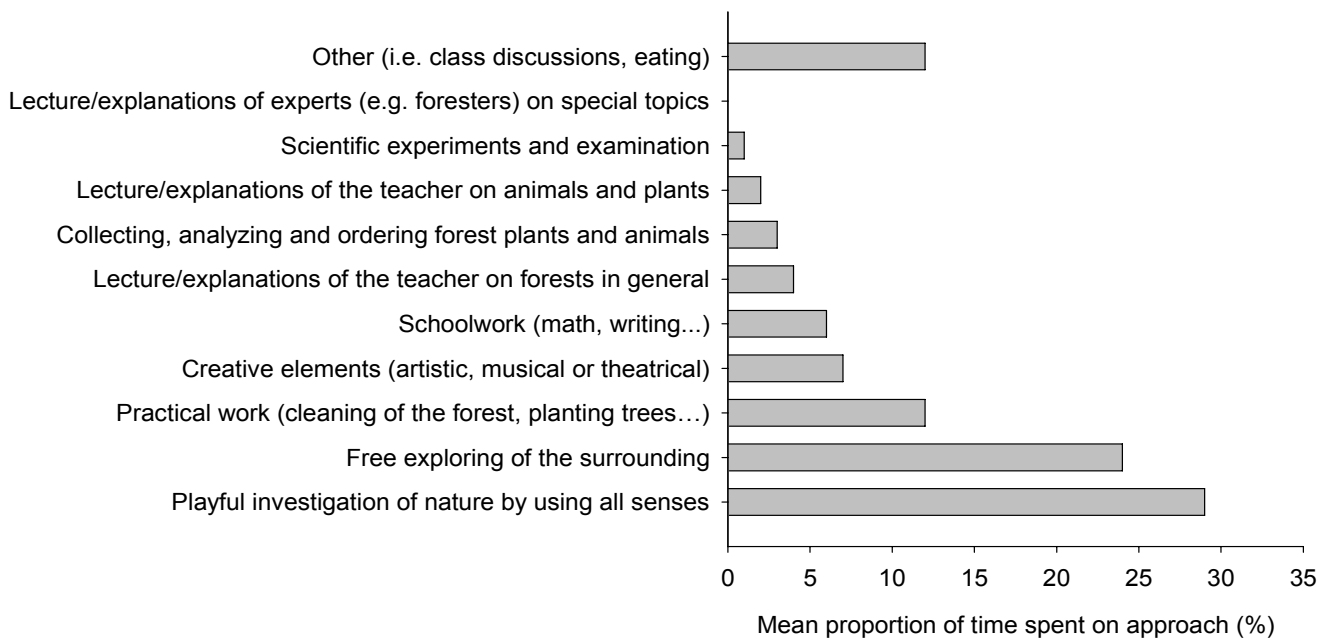 Other (i.e. class discussions, eating)
Lecture/explanations of experts (e.g. foresters) on special topics
Scientific experiments and examination
Lecture/explanations of the teacher on animals and plants
Collecting, analyzing and ordering forest plants and animals
Lecture/explanations of the teacher on forests in general
Schoolwork (math, writing...)
Creative elements (artistic, musical or theatrical)
Practical work (cleaning of the forest, planting trees…)
Free exploring of the surrounding
Playful investigation of nature by using all senses
0 5 10 15 20 25 30 35
Mean proportion of time spent on approach (%)